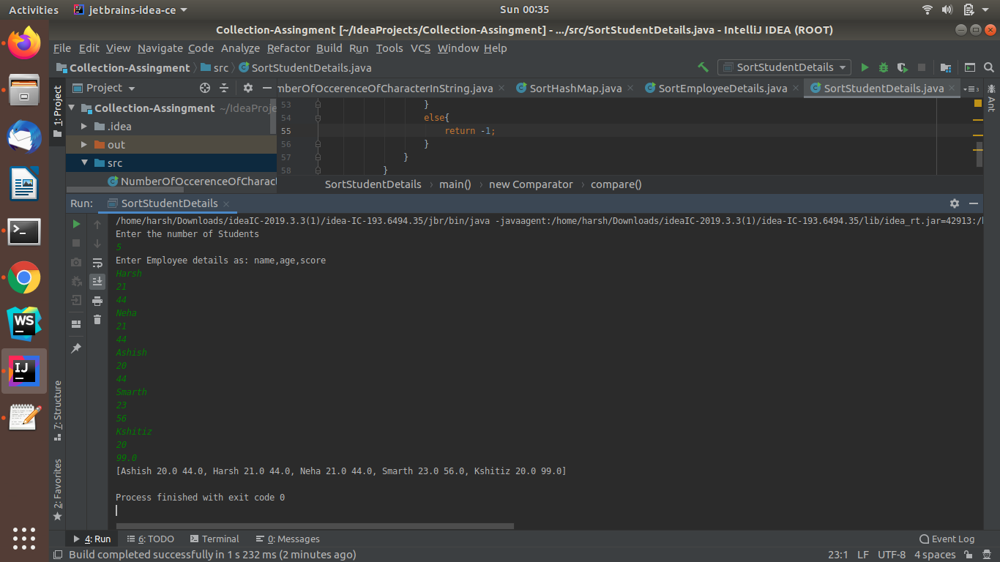 Activities jetbrains-idea-ce Sun 00:35
Collection-Assingment [~/IdeaProjects/Collection-Assingment] - .../src/SortStudentDetails.java - IntelliJ IDEA (ROOT)
File Edit View Navigate Code Analyze Refactor Build Run Tools VCS Window Help
Collection-Assingment src SortStudentDetails.java SortStudentDetails
Project mberOfOccerenceOfCharacterInString.java SortHashMap.java SortEmployeeDetails.java SortStudentDetails.java
1: Project
Ant
Collection-Assingment ~/IdeaProje
.idea
out
src
NumberOfOccerenceOfCharact
53 }
54 else{
55 return -1;
56 }
57 }
58 }
SortStudentDetails main() new Comparator compare()
Run: SortStudentDetails
/home/harsh/Downloads/ideaIC-2019.3.3(1)/idea-IC-193.6494.35/jbr/bin/java -javaagent:/home/harsh/Downloads/ideaIC-2019.3.3(1)/idea-IC-193.6494.35/lib/idea_rt.jar=42913:/h
Enter the number of Students
5
Enter Employee details as: name,age,score
Harsh
21
44
Neha
21
44
Ashish
20
44
Smarth
23
56
Kshitiz
20
99.0
[Ashish 20.0 44.0, Harsh 21.0 44.0, Neha 21.0 44.0, Smarth 23.0 56.0, Kshitiz 20.0 99.0]
Process finished with exit code 0
7: Structure
2: Favorites
WS
IJ
4: Run 6: TODO Terminal 0: Messages Event Log
Build completed successfully in 1 s 232 ms (2 minutes ago) 23:1 LF UTF-8 4 spaces